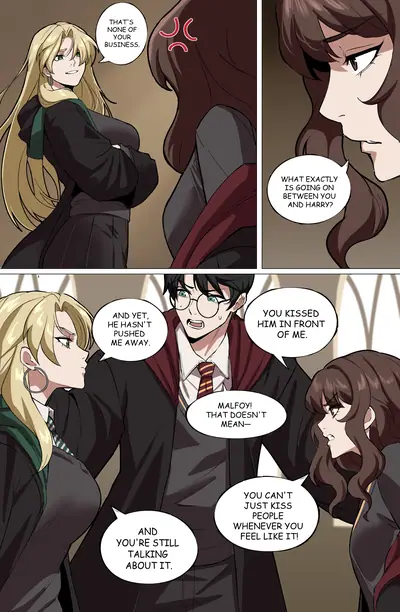 THAT'S
NONE OF
YOUR
BUSINESS.
WHAT EXACTLY
IS GOING ON
BETWEEN YOU
AND HARRY?
YOU KISSED
HIM IN FRONT
OF ME.
AND YET,
HE HASN'T
PUSHED
ME AWAY.
MALFOY!
THAT DOESN'T
MEAN—
YOU CAN'T
JUST KISS
PEOPLE
WHENEVER YOU
FEEL LIKE IT!
AND
YOU'RE STILL
TALKING
ABOUT IT.